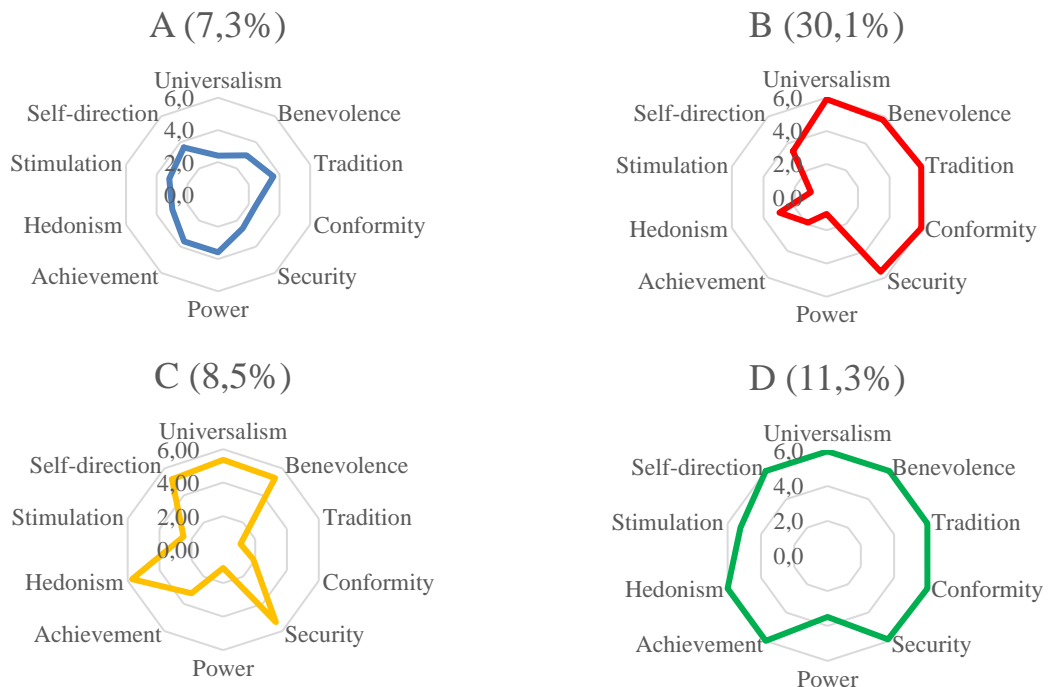 A (7,3%)
Universalism
6,0
Self-direction
Benevolence
4,0
Stimulation
2,0
Tradition
0,0
Hedonism
Conformity
Achievement
Security
Power
B (30,1%)
Universalism
6,0
Self-direction
Benevolence
4,0
Stimulation
2,0
Tradition
0,0
Hedonism
Conformity
Achievement
Security
Power
C (8,5%)
Universalism
6,00
Self-direction
Benevolence
4,00
Stimulation
2,00
Tradition
0,00
Hedonism
Conformity
Achievement
Security
Power
D (11,3%)
Universalism
6,0
Self-direction
Benevolence
4,0
Stimulation
2,0
Tradition
0,0
Hedonism
Conformity
Achievement
Security
Power